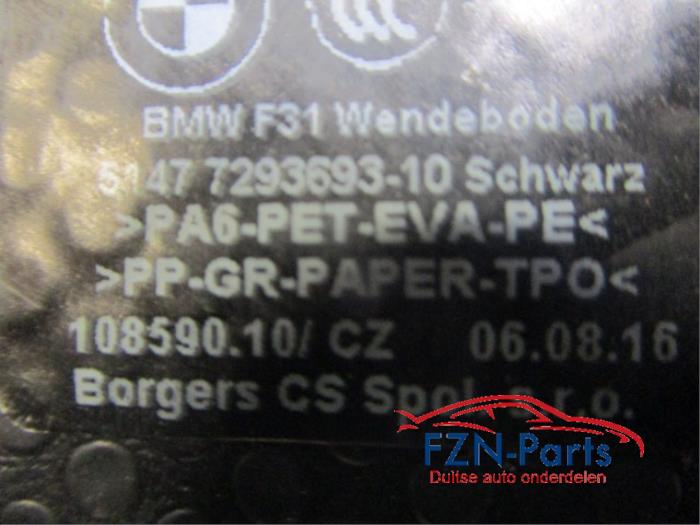 BMW F31 Wendeboden
5147 7293693-10 Schwarz
>PA6-PET-EVA-PE<
>PP-GR-PAPER-TPO<
108590.10/ CZ 06.08.16
Borgers CS Spol. s.r.o.
FZN-Parts
Duitse auto onderdelen